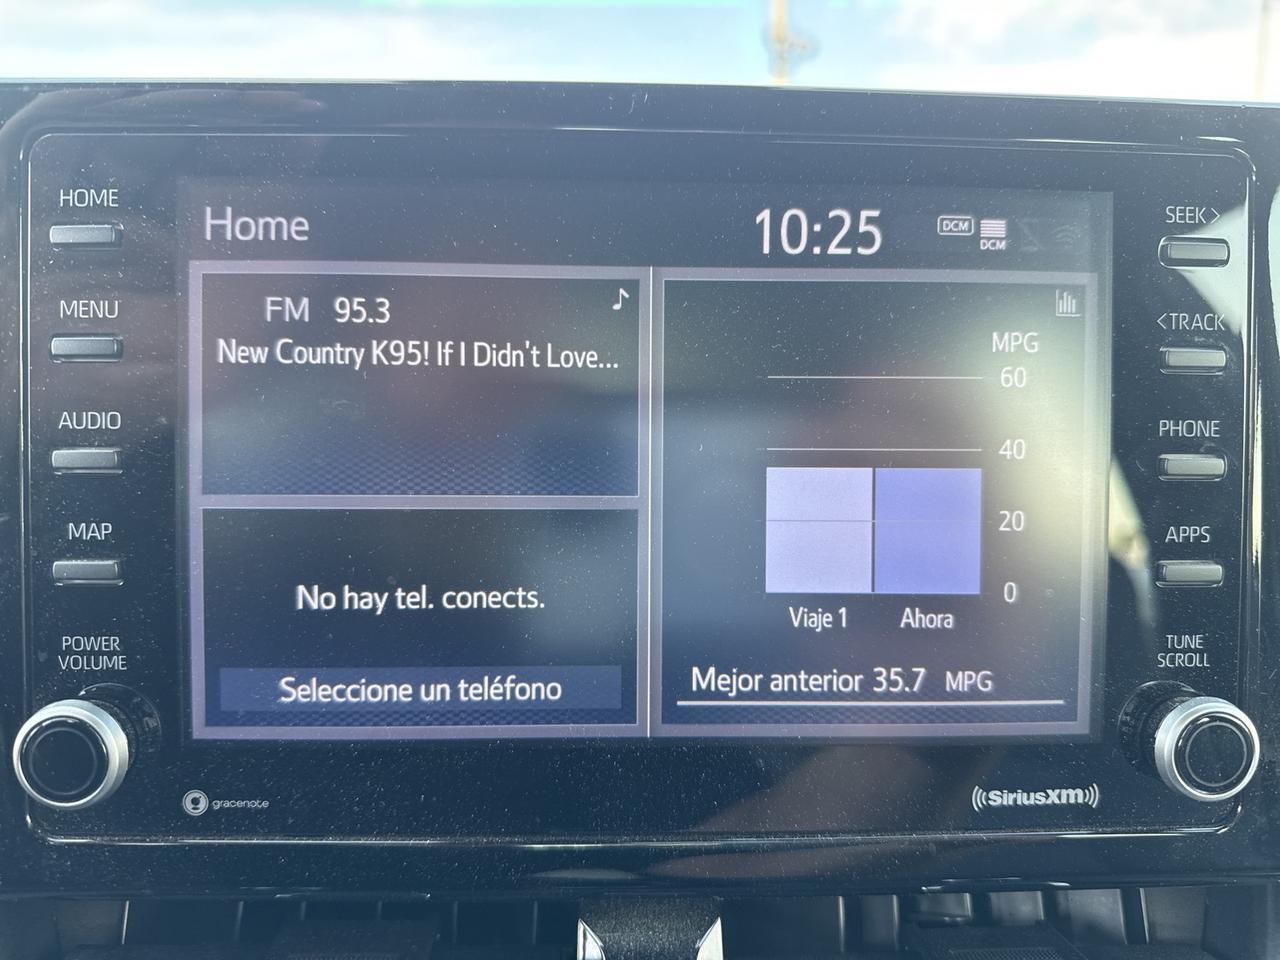 HOME
MENU
AUDIO
MAP
POWER
VOLUME
Home
10:25
DCM
DCM
FM 95.3
New Country K95! If I Didn't Love...
No hay tel. conects.
Seleccione un teléfono
MPG
60
40
20
0
Viaje 1
Ahora
Mejor anterior 35.7 MPG
SEEK >
< TRACK
PHONE
APPS
TUNE
SCROLL
gracenote
((SiriusXM))